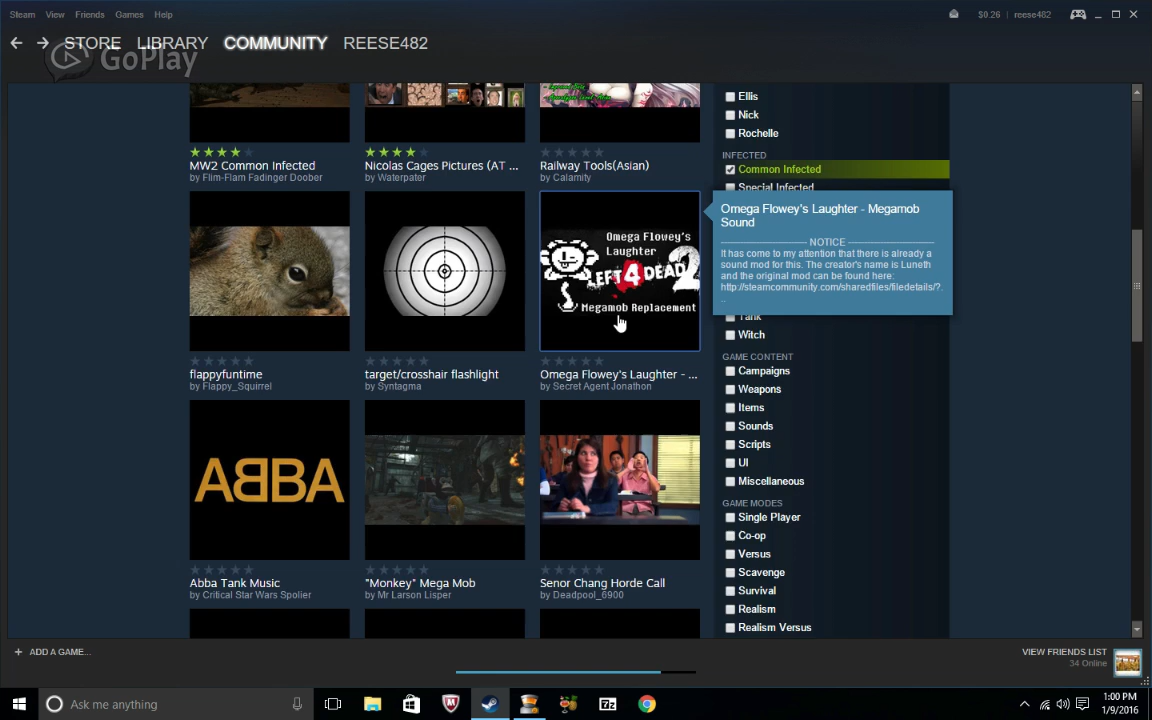 Steam View Friends Games Help
$0.26 | reese482
STORE LIBRARY COMMUNITY REESE482
GoPlay
MW2 Common Infected
by Flim-Flam Fadinger Doober
Nicolas Cages Pictures (AT ...
by Waterpater
Railway Tools(Asian)
by Calamity
Omega Flowey's
Laughter
LEFT 4 DEAD 2
Megamob Replacement
flappyfuntime
by Flappy_Squirrel
target/crosshair flashlight
by Syntagma
Omega Flowey's Laughter - ...
by Secret Agent Jonathon
ABBA
Abba Tank Music
by Critical Star Wars Spolier
"Monkey" Mega Mob
by Mr Larson Lisper
Senor Chang Horde Call
by Deadpool_6900
Ellis
Nick
Rochelle
INFECTED
Common Infected
Special Infected
Omega Flowey's Laughter - Megamob
Sound
NOTICE
It has come to my attention that there is already a
sound mod for this. The creator's name is Luneth
and the original mod can be found here:
http://steamcommunity.com/sharedfiles/filedetails/?.
..
Tank
Witch
GAME CONTENT
Campaigns
Weapons
Items
Sounds
Scripts
UI
Miscellaneous
GAME MODES
Single Player
Co-op
Versus
Scavenge
Survival
Realism
Realism Versus
+ ADD A GAME...
VIEW FRIENDS LIST
34 Online
Ask me anything
7z
1:00 PM
1/9/2016